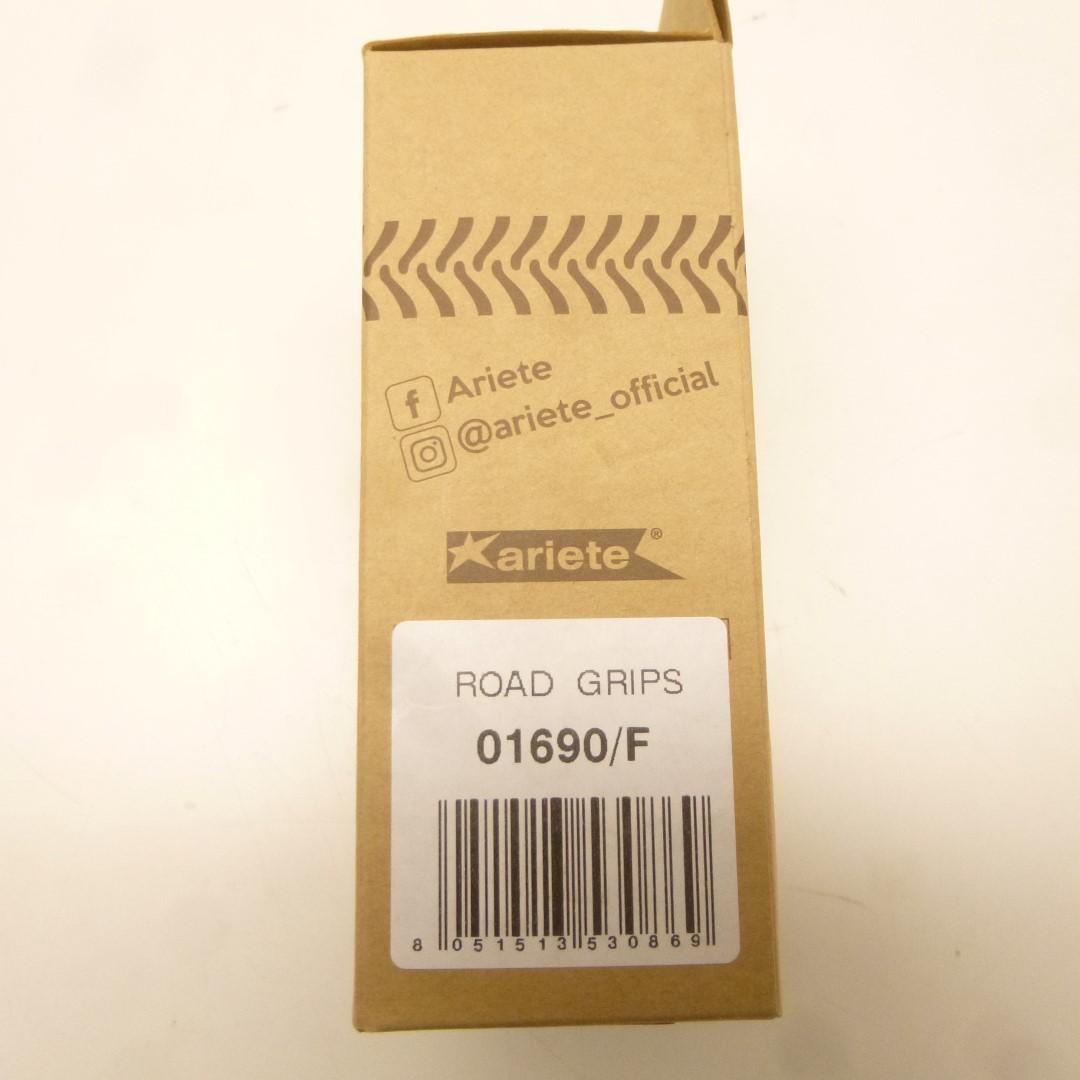 f Ariete
@ariete_official
ariete®
ROAD GRIPS
01690/F
8 051513 530869